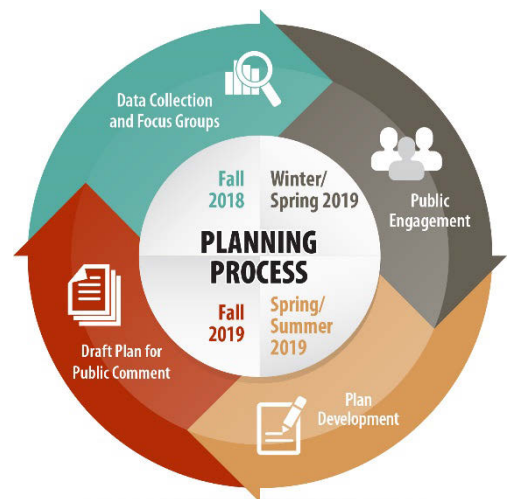 Data Collection
and Focus Groups
Public
Engagement
Fall
2018
Winter/
Spring 2019
PLANNING
PROCESS
Fall
2019
Spring/
Summer
2019
Draft Plan for
Public Comment
Plan
Development